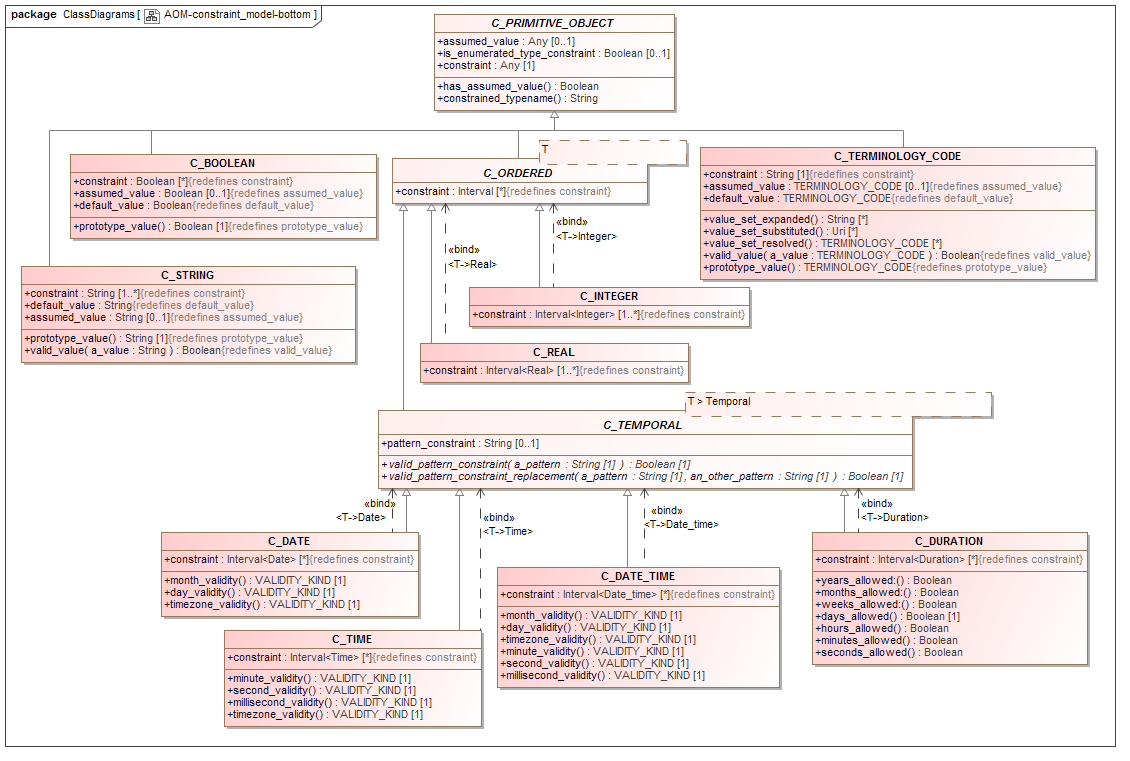 package ClassDiagrams [ AOM-constraint_model-bottom ]
C_PRIMITIVE_OBJECT
+assumed_value : Any [0..1]
+is_enumerated_type_constraint : Boolean [0..1]
+constraint : Any [1]
+has_assumed_value() : Boolean
+constrained_typename() : String
C_BOOLEAN
+constraint : Boolean [*]{redefines constraint}
+assumed_value : Boolean [0..1]{redefines assumed_value}
+default_value : Boolean{redefines default_value}
+prototype_value() : Boolean [1]{redefines prototype_value}
T
C_ORDERED
+constraint : Interval [*]{redefines constraint}
C_TERMINOLOGY_CODE
+constraint : String [1]{redefines constraint}
+assumed_value : TERMINOLOGY_CODE [0..1]{redefines assumed_value}
+default_value : TERMINOLOGY_CODE{redefines default_value}
+value_set_expanded() : String [*]
+value_set_substituted() : Uri [*]
+value_set_resolved() : TERMINOLOGY_CODE [*]
+valid_value( a_value : TERMINOLOGY_CODE ) : Boolean{redefines valid_value}
+prototype_value() : TERMINOLOGY_CODE{redefines prototype_value}
«bind»
<T->Real>
«bind»
<T->Integer>
C_STRING
+constraint : String [1..*]{redefines constraint}
+default_value : String{redefines default_value}
+assumed_value : String [0..1]{redefines assumed_value}
+prototype_value() : String [1]{redefines prototype_value}
+valid_value( a_value : String ) : Boolean{redefines valid_value}
C_INTEGER
+constraint : Interval<Integer> [1..*]{redefines constraint}
C_REAL
+constraint : Interval<Real> [1..*]{redefines constraint}
T > Temporal
C_TEMPORAL
+pattern_constraint : String [0..1]
+valid_pattern_constraint( a_pattern : String [1] ) : Boolean [1]
+valid_pattern_constraint_replacement( a_pattern : String [1], an_other_pattern : String [1] ) : Boolean [1]
«bind»
<T->Date>
«bind»
<T->Time>
«bind»
<T->Date_time>
«bind»
<T->Duration>
C_DATE
+constraint : Interval<Date> [*]{redefines constraint}
+month_validity() : VALIDITY_KIND [1]
+day_validity() : VALIDITY_KIND [1]
+timezone_validity() : VALIDITY_KIND [1]
C_TIME
+constraint : Interval<Time> [*]{redefines constraint}
+minute_validity() : VALIDITY_KIND [1]
+second_validity() : VALIDITY_KIND [1]
+millisecond_validity() : VALIDITY_KIND [1]
+timezone_validity() : VALIDITY_KIND [1]
C_DATE_TIME
+constraint : Interval<Date_time> [*]{redefines constraint}
+month_validity() : VALIDITY_KIND [1]
+day_validity() : VALIDITY_KIND [1]
+timezone_validity() : VALIDITY_KIND [1]
+minute_validity() : VALIDITY_KIND [1]
+second_validity() : VALIDITY_KIND [1]
+millisecond_validity() : VALIDITY_KIND [1]
C_DURATION
+constraint : Interval<Duration> [*]{redefines constraint}
+years_allowed:() : Boolean
+months_allowed:() : Boolean
+weeks_allowed:() : Boolean
+days_allowed() : Boolean [1]
+hours_allowed() : Boolean
+minutes_allowed() : Boolean
+seconds_allowed() : Boolean